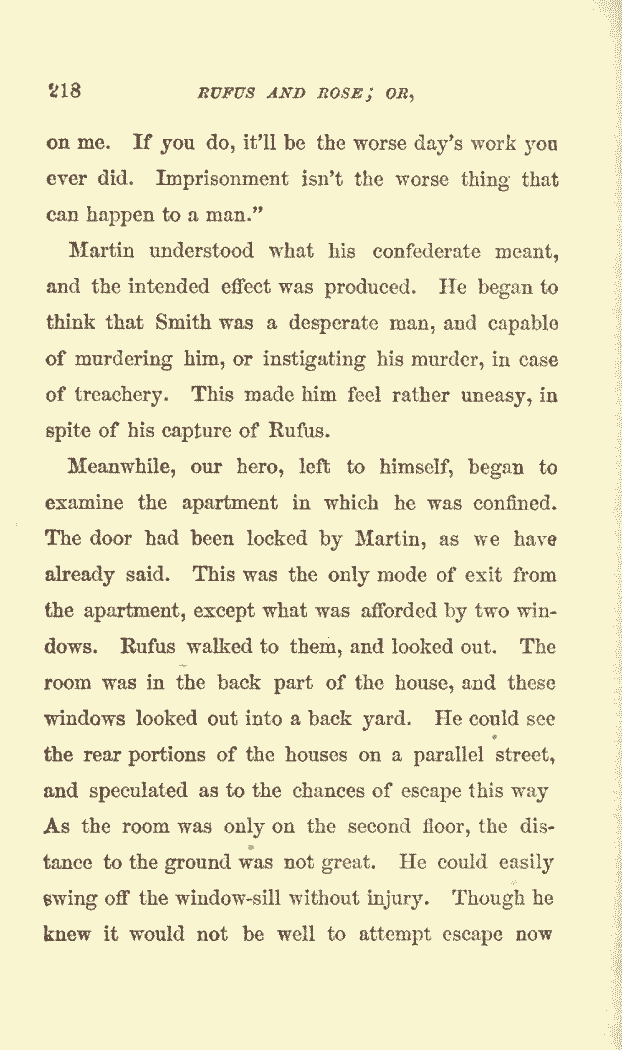 218 RUFUS AND ROSE; OR,
on me. If you do, it'll be the worse day's work you
ever did. Imprisonment isn't the worse thing that
can happen to a man."
Martin understood what his confederate meant,
and the intended effect was produced. He began to
think that Smith was a desperate man, and capable
of murdering him, or instigating his murder, in case
of treachery. This made him feel rather uneasy, in
spite of his capture of Rufus.
Meanwhile, our hero, left to himself, began to
examine the apartment in which he was confined.
The door had been locked by Martin, as we have
already said. This was the only mode of exit from
the apartment, except what was afforded by two win-
dows. Rufus walked to them, and looked out. The
room was in the back part of the house, and these
windows looked out into a back yard. He could see
the rear portions of the houses on a parallel street,
and speculated as to the chances of escape this way
As the room was only on the second floor, the dis-
tance to the ground was not great. He could easily
swing off the window-sill without injury. Though he
knew it would not be well to attempt escape now